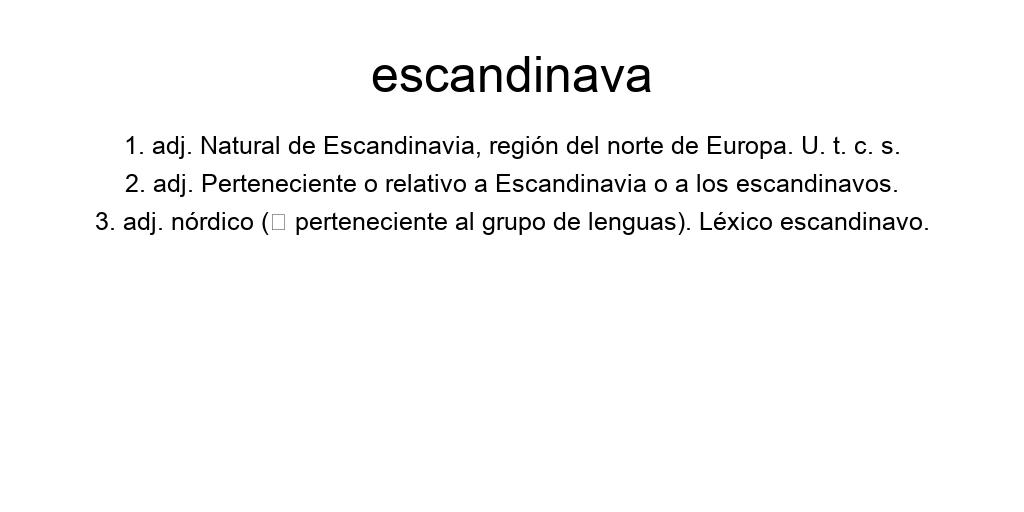 escandinava
1. adj. Natural de Escandinavia, región del norte de Europa. U. t. c. s.
2. adj. Perteneciente o relativo a Escandinavia o a los escandinavos.
3. adj. nórdico (□ perteneciente al grupo de lenguas). Léxico escandinavo.